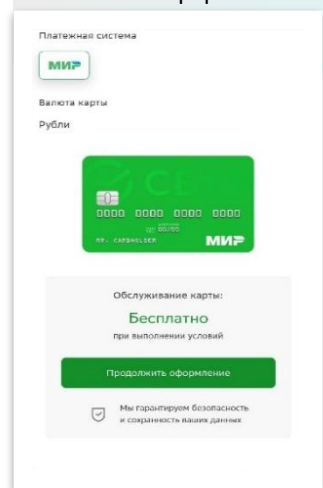 Платежная система
МИР
Валюта карты
Рубли
0000 0000 0000 0000
00/00
MR. CARDHOLDER
МИР
Обслуживание карты:
Бесплатно
при выполнении условий
Продолжить оформление
Мы гарантируем безопасность
и сохранность ваших данных